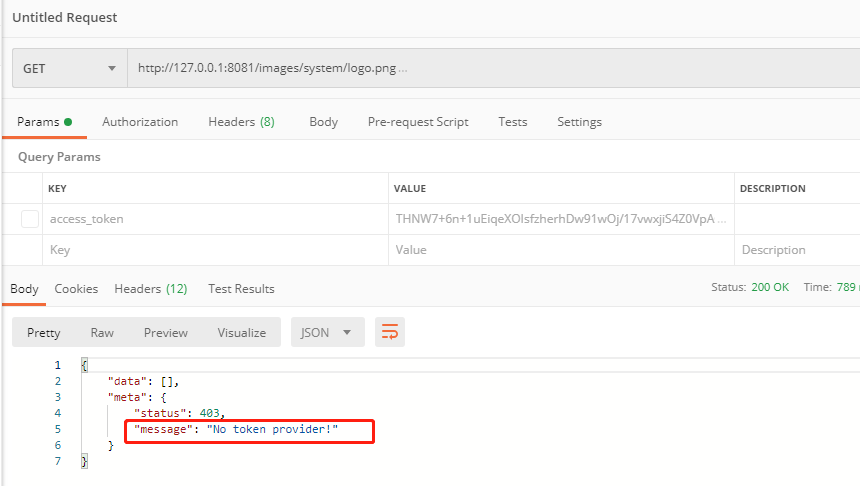 Untitled Request
GET http://127.0.0.1:8081/images/system/logo.png...
Params Authorization Headers (8) Body Pre-request Script Tests Settings
Query Params
KEY VALUE DESCRIPTION
access_token THNW7+6n+1uEiqeXOIsfzherhDw91wOj/17vwxjiS4Z0VpA...
Key Value Description
Body Cookies Headers (12) Test Results Status: 200 OK Time: 789
Pretty Raw Preview Visualize JSON
1 {
2 "data": [],
3 "meta": {
4 "status": 403,
5 "message": "No token provider!"
6 }
7 }